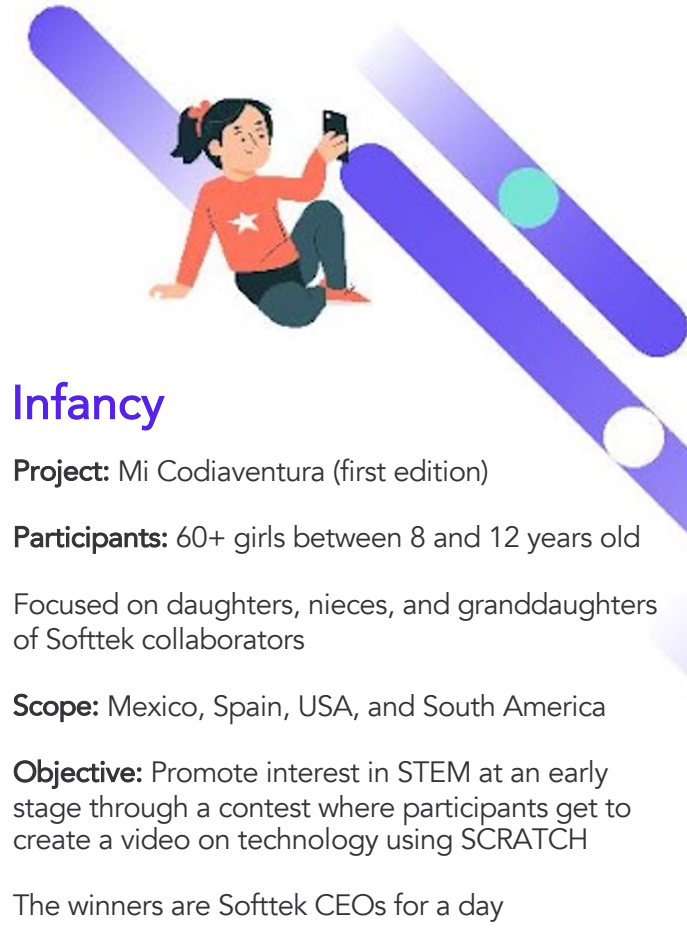 Infancy
Project: Mi Codiaventura (first edition)
Participants: 60+ girls between 8 and 12 years old
Focused on daughters, nieces, and granddaughters
of Softtek collaborators
Scope: Mexico, Spain, USA, and South America
Objective: Promote interest in STEM at an early
stage through a contest where participants get to
create a video on technology using SCRATCH
The winners are Softtek CEOs for a day